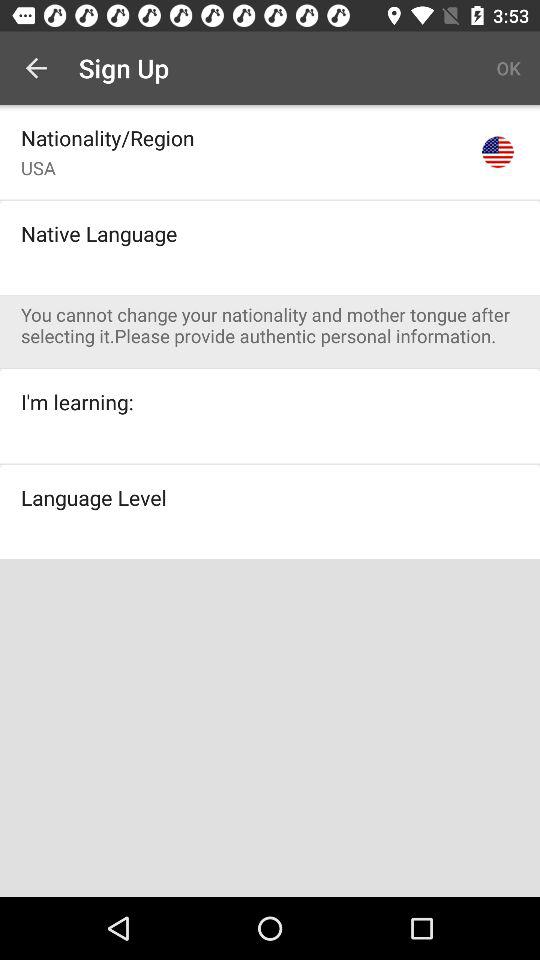 3:53
Sign Up
OK
Nationality/Region
USA
Native Language
You cannot change your nationality and mother tongue after
selecting it.Please provide authentic personal information.
I'm learning:
Language Level